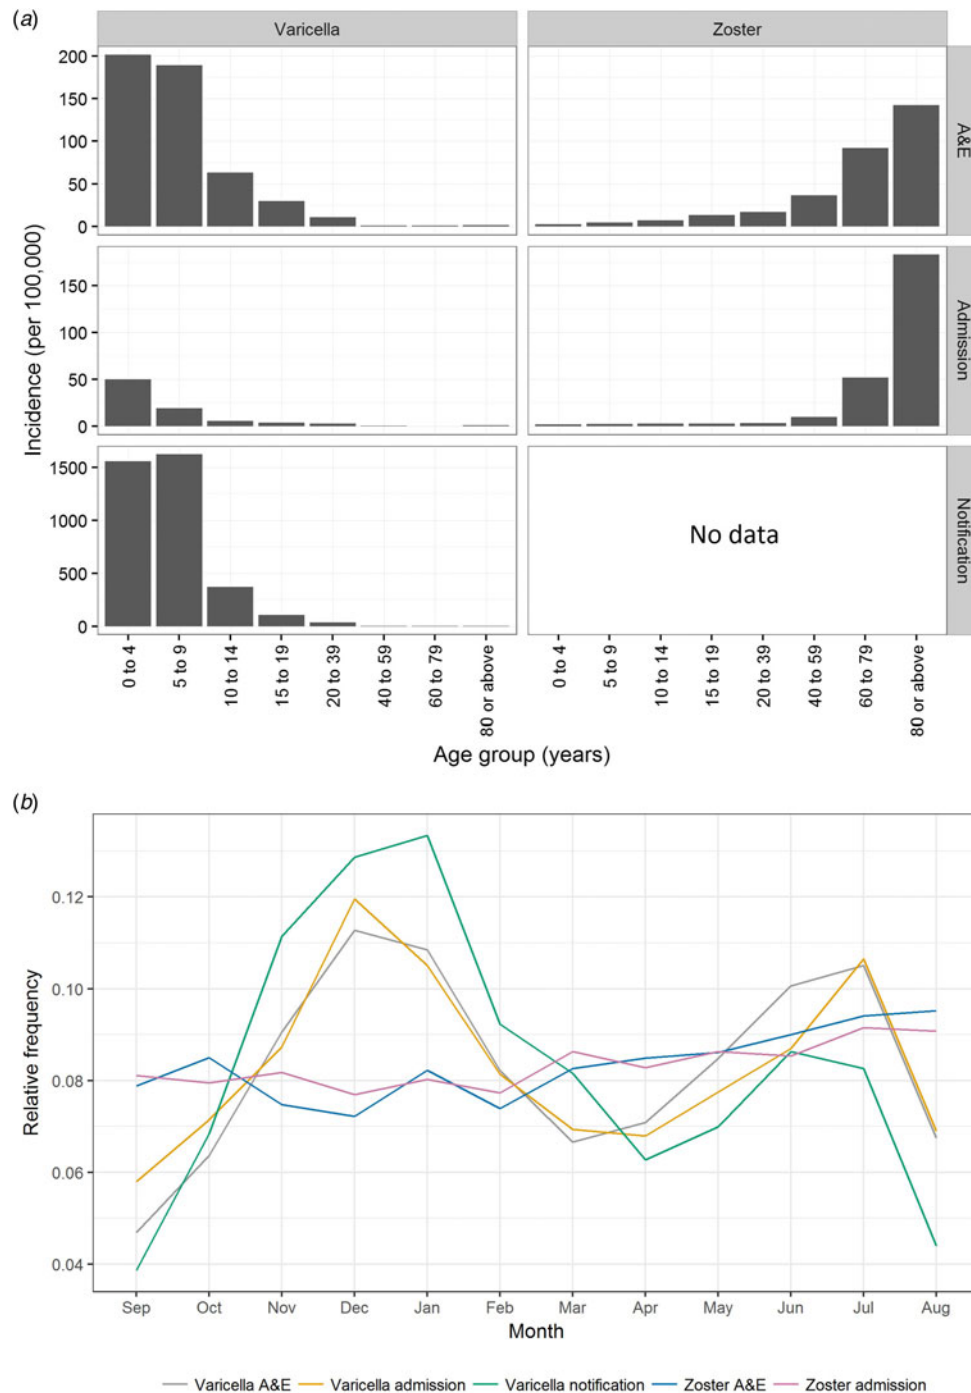 (a)
Varicella
Zoster
Incidence (per 100,000)
200
150
100
50
0
A&E
150
100
50
0
Admission
1500
1000
500
0
No data
Notification
0 to 4
5 to 9
10 to 14
15 to 19
20 to 39
40 to 59
60 to 79
80 or above
0 to 4
5 to 9
10 to 14
15 to 19
20 to 39
40 to 59
60 to 79
80 or above
Age group (years)
(b)
Relative frequency
0.12
0.10
0.08
0.06
0.04
Sep Oct Nov Dec Jan Feb Mar Apr May Jun Jul Aug
Month
Varicella A&E Varicella admission Varicella notification Zoster A&E Zoster admission